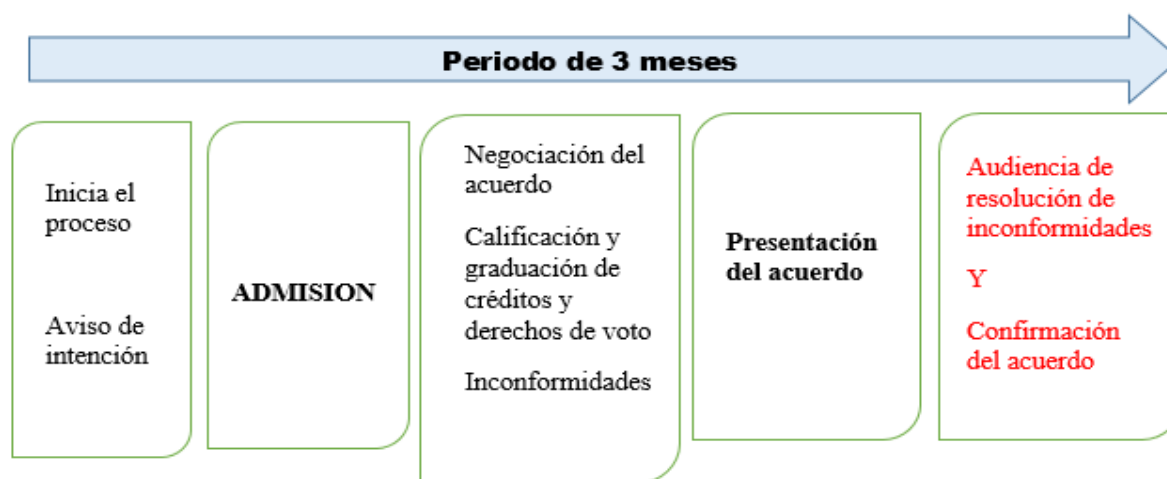 Periodo de 3 meses
Inicia el
proceso
Aviso de
intención
ADMISION
Negociación del
acuerdo
Calificación y
graduación de
créditos y
derechos de voto
Inconformidades
Presentación
del acuerdo
Audiencia de
resolución de
inconformidades
Y
Confirmación
del acuerdo